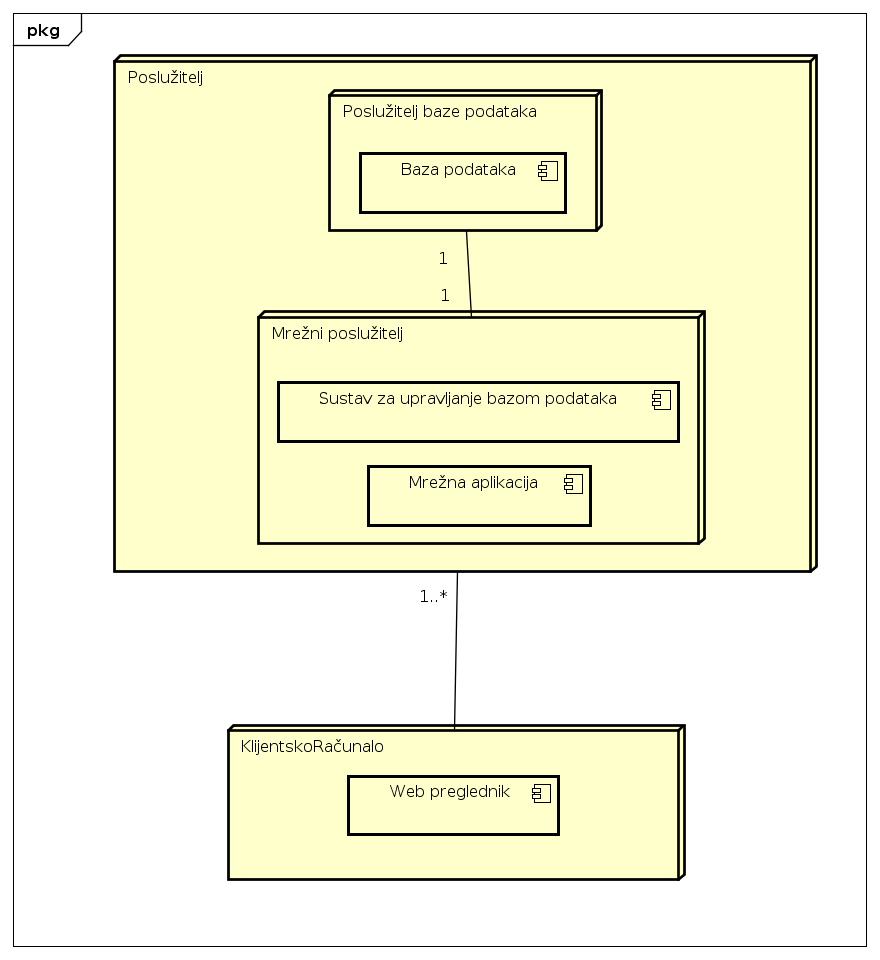 pkg
Poslužitelj
Poslužitelj baze podataka
Baza podataka
1
1
Mrežni poslužitelj
Sustav za upravljanje bazom podataka
Mrežna aplikacija
1..*
KlijentskoRačunalo
Web preglednik